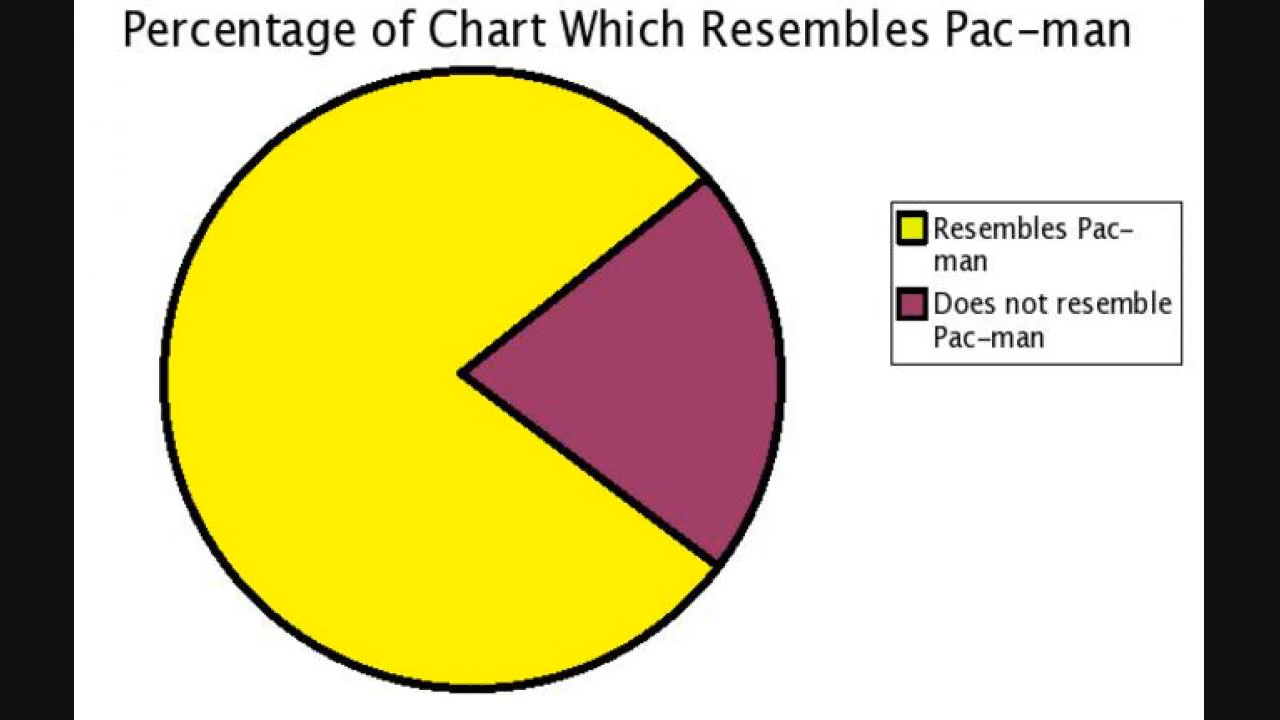 Percentage of Chart Which Resembles Pac-man
Resembles Pac-
man
Does not resemble
Pac-man